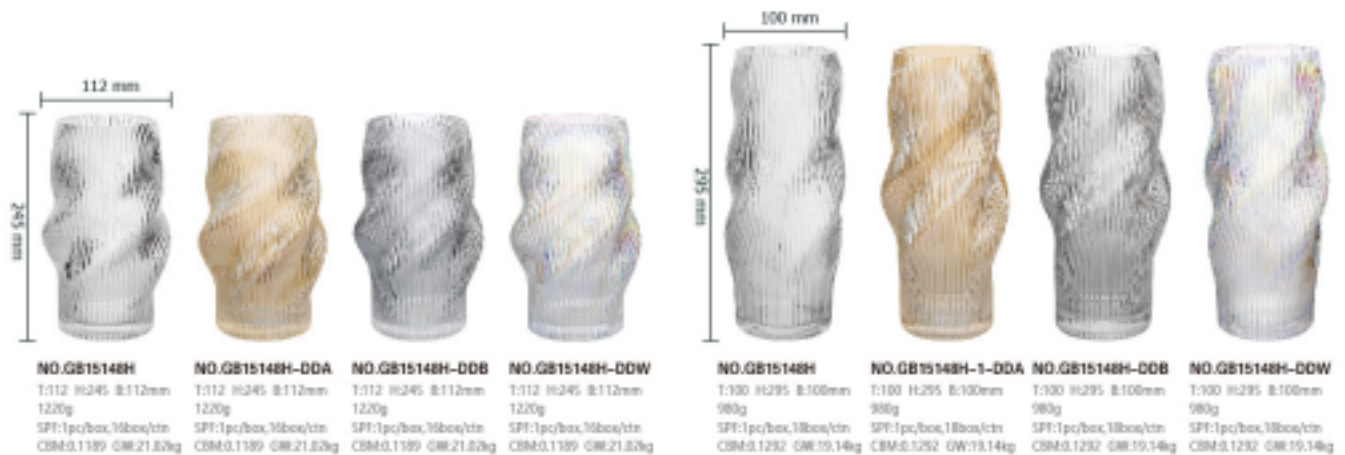 100 mm
112 mm
245 mm
295 mm
NO.GB15148H
T:112 H:245 B:112mm
1220g
SPF:1pc/box,16box/ctn
CBM:0.1189 GW:21.02kg
NO.GB15148H-DDA
T:112 H:245 B:112mm
1220g
SPF:1pc/box,16box/ctn
CBM:0.1189 GW:21.02kg
NO.GB15148H-DDB
T:112 H:245 B:112mm
1220g
SPF:1pc/box,16box/ctn
CBM:0.1189 GW:21.02kg
NO.GB15148H-DDW
T:112 H:245 B:112mm
1220g
SPF:1pc/box,16box/ctn
CBM:0.1189 GW:21.02kg
NO.GB15148H
T:100 H:295 B:100mm
980g
SPF:1pc/box,18box/ctn
CBM:0.1292 GW:19.14kg
NO.GB15148H-1-DDA
T:100 H:295 B:100mm
980g
SPF:1pc/box,18box/ctn
CBM:0.1292 GW:19.14kg
NO.GB15148H-DDB
T:100 H:295 B:100mm
980g
SPF:1pc/box,18box/ctn
CBM:0.1292 GW:19.14kg
NO.GB15148H-DDW
T:100 H:295 B:100mm
980g
SPF:1pc/box,18box/ctn
CBM:0.1292 GW:19.14kg